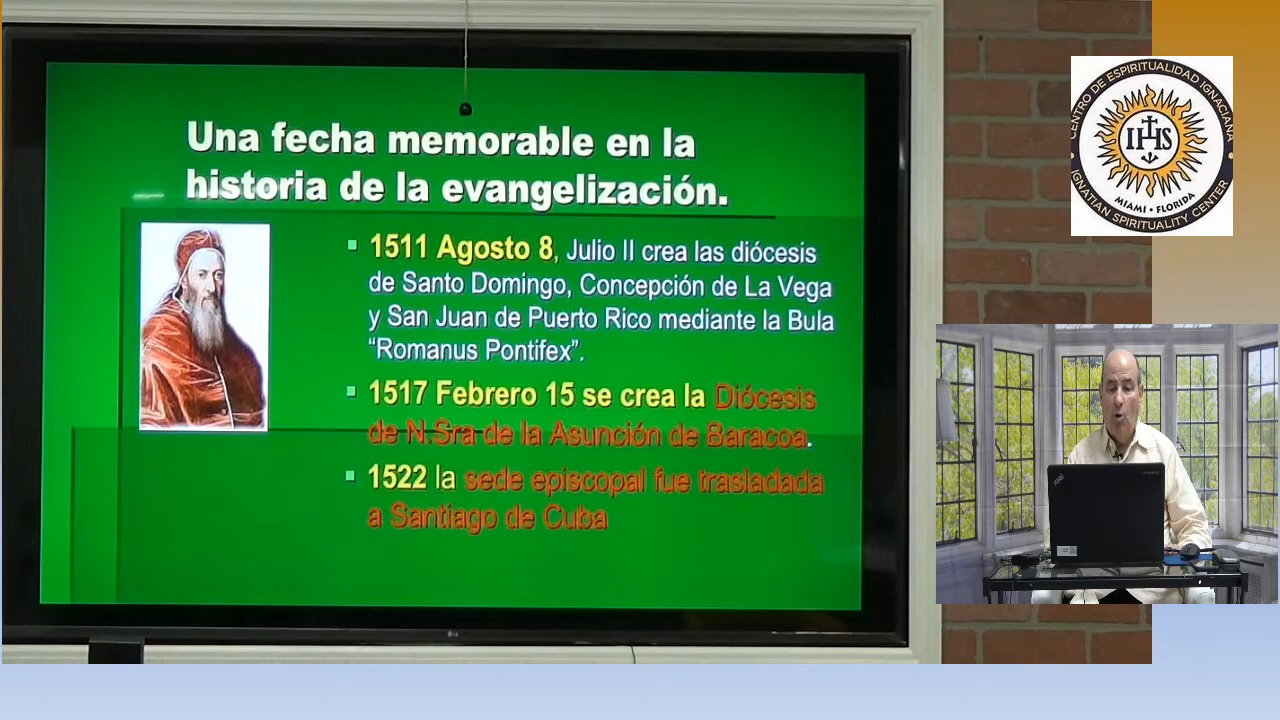 Una fecha memorable en la
historia de la evangelización.
1511 Agosto 8, Julio II crea las diócesis
de Santo Domingo, Concepción de La Vega
y San Juan de Puerto Rico mediante la Bula
“Romanus Pontifex”.
1517 Febrero 15 se crea la Diócesis
de N.Sra de la Asunción de Baracoa.
1522 la sede episcopal fue trasladada
a Santiago de Cuba
LG
CENTRO DE ESPIRITUALIDAD IGNACIANA
IHS
MIAMI • FLORIDA
IGNATIAN SPIRITUALITY CENTER